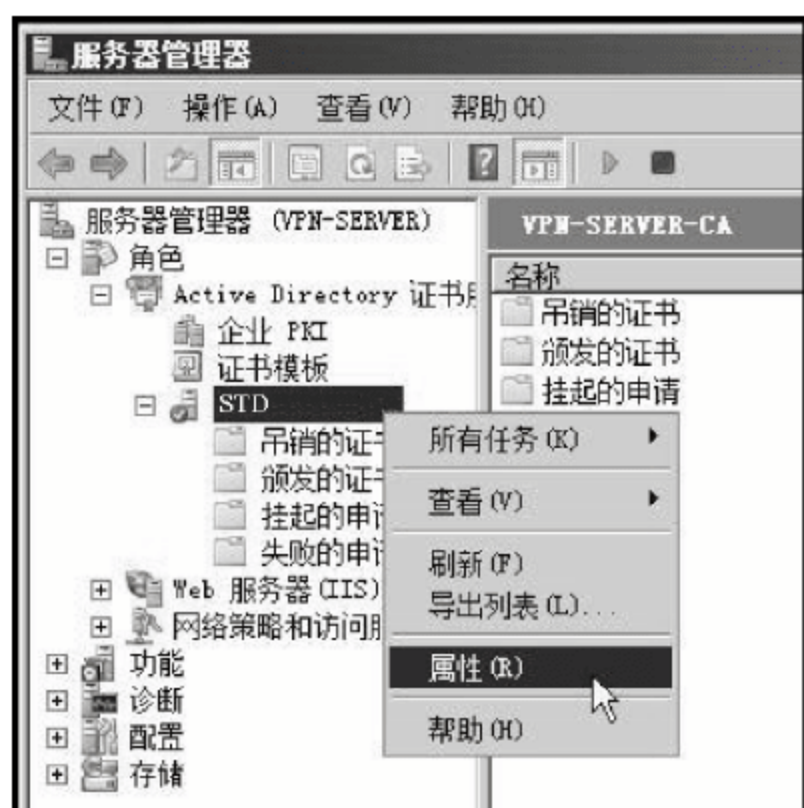 服务器管理器
文件(F) 操作(A) 查看(V) 帮助(H)
服务器管理器 (VPN-SERVER)
角色
Active Directory 证书
企业 PKI
证书模板
STD
吊销的证
颁发的证
挂起的申
失败的申
Web 服务器(IIS)
网络策略和访问
功能
诊断
配置
存储
VPN-SERVER-CA
名称
吊销的证书
颁发的证书
挂起的申请
所有任务(K)
查看(V)
刷新(F)
导出列表(L)...
属性(R)
帮助(H)